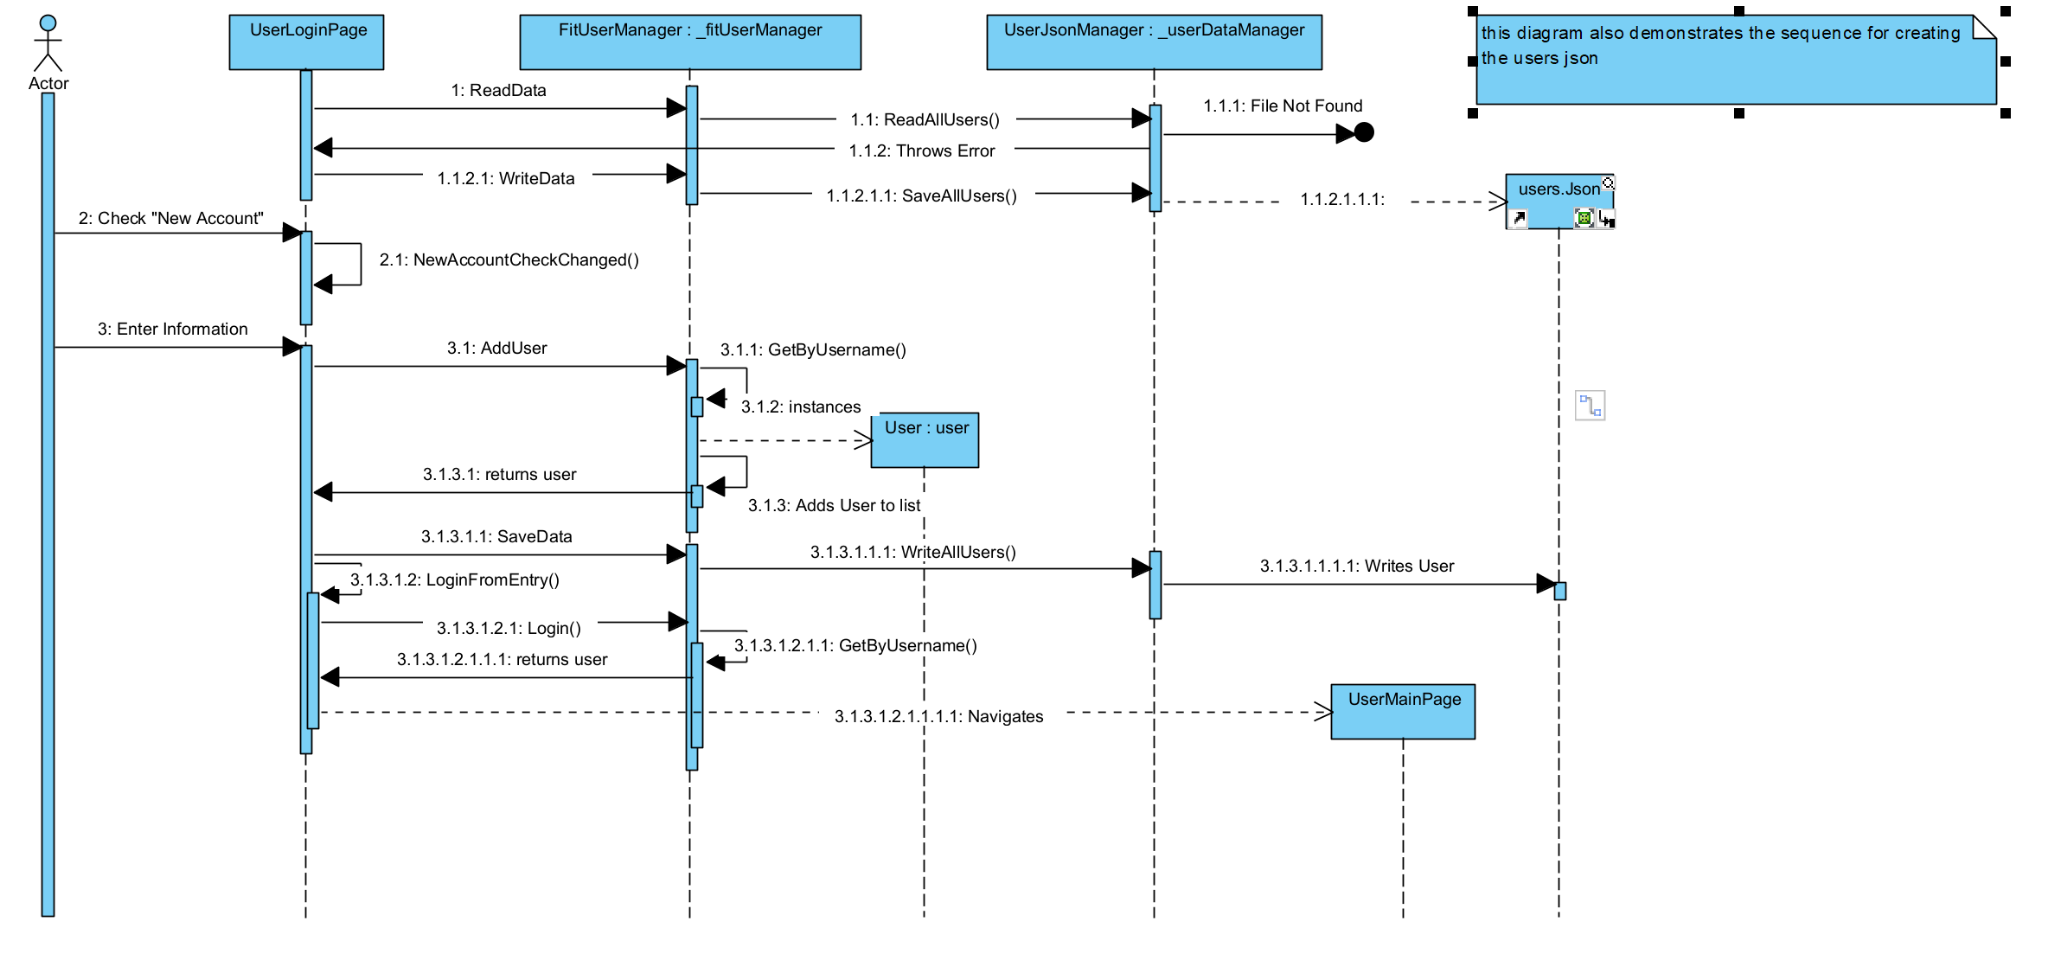 UserLoginPage
FitUserManager : _fitUserManager
UserJsonManager : _userDataManager
this diagram also demonstrates the sequence for creating
the users json
Actor
1: ReadData
1.1: ReadAllUsers()
1.1.1: File Not Found
1.1.2: Throws Error
1.1.2.1: WriteData
1.1.2.1.1: SaveAllUsers()
1.1.2.1.1.1:
users.Json
2: Check "New Account"
2.1: NewAccountCheckChanged()
3: Enter Information
3.1: AddUser
3.1.1: GetByUsername()
3.1.2: instances
User : user
3.1.3.1: returns user
3.1.3: Adds User to list
3.1.3.1.1: SaveData
3.1.3.1.1.1: WriteAllUsers()
3.1.3.1.1.1.1: Writes User
3.1.3.1.2: LoginFromEntry()
3.1.3.1.2.1: Login()
3.1.3.1.2.1.1: GetByUsername()
3.1.3.1.2.1.1.1: returns user
UserMainPage
3.1.3.1.2.1.1.1.1: Navigates